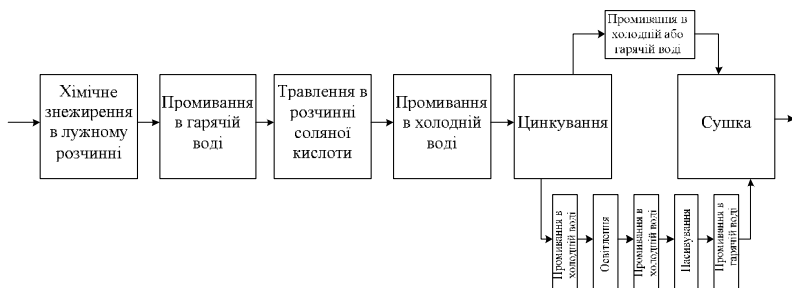 Хімічне
знежирення
в лужному
розчинні
Промивання
в гарячій
воді
Травлення в
розчинні
соляної
кислоти
Промивання
в холодній
воді
Цинкування
Промивання в
холодній або
гарячій воді
Сушка
Промивання в
холодній воді
Освітлення
Промивання в
холодній воді
Пасивування
Промивання в
гарячій воді